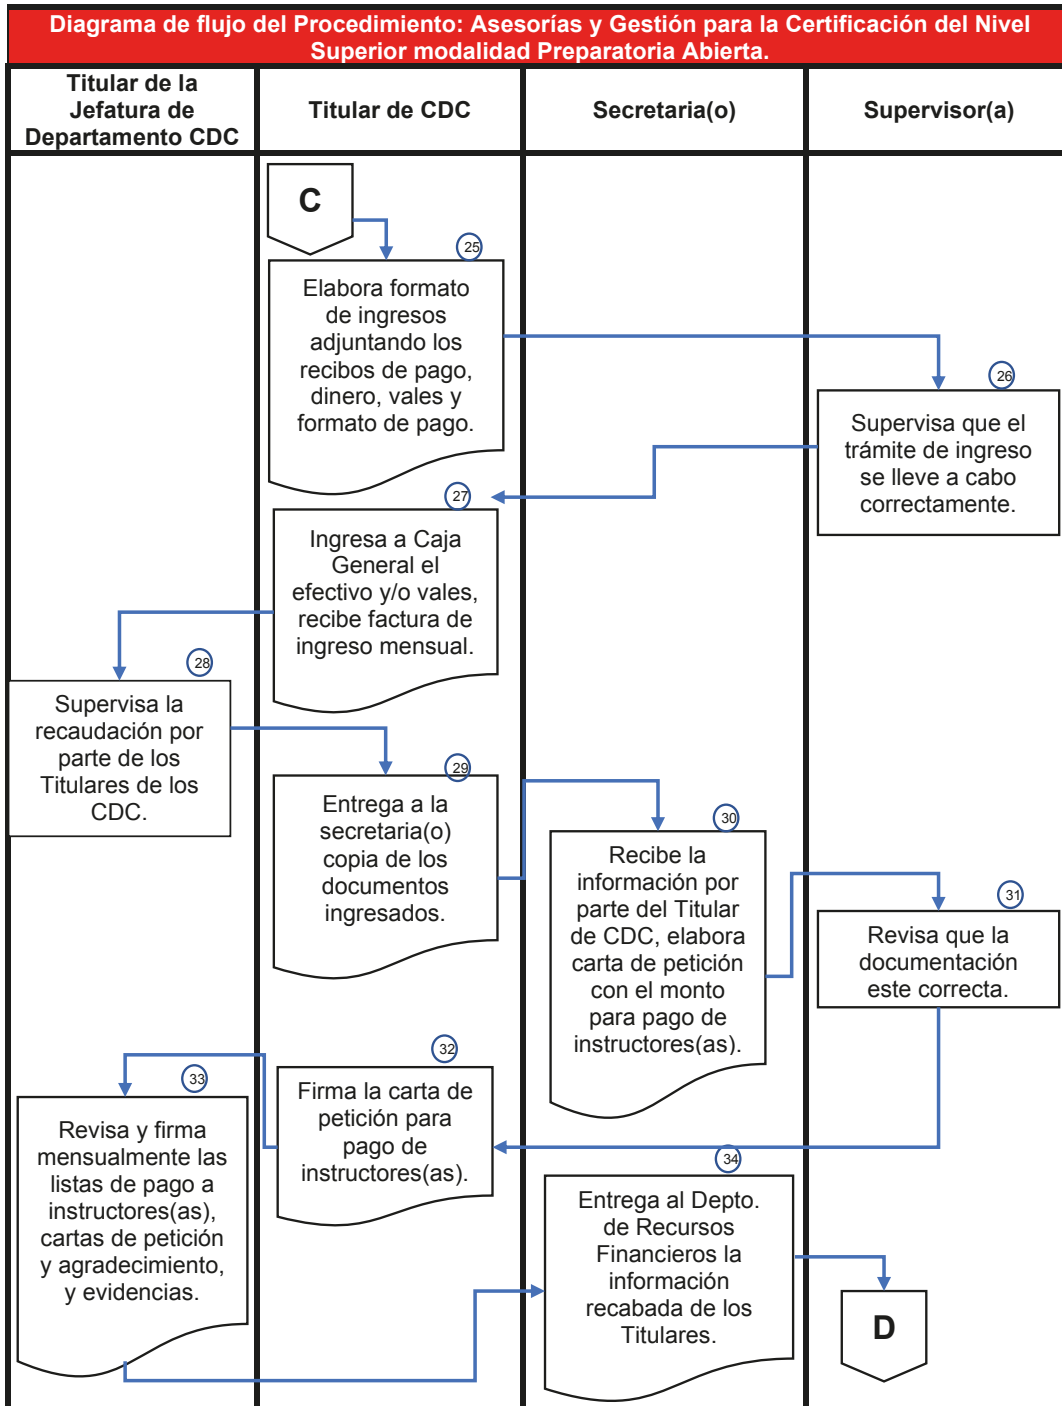 Diagrama de flujo del Procedimiento: Asesorías y Gestión para la Certificación del Nivel
Superior modalidad Preparatoria Abierta.
Titular de la
Jefatura de
Departamento CDC
Titular de CDC
Secretaria(o)
Supervisor(a)
C
25
Elabora formato
de ingresos
adjuntando los
recibos de pago,
dinero, vales y
formato de pago.
26
Supervisa que el
trámite de ingreso
se lleve a cabo
correctamente.
27
Ingresa a Caja
General el
efectivo y/o vales,
recibe factura de
ingreso mensual.
28
Supervisa la
recaudación por
parte de los
Titulares de los
CDC.
29
Entrega a la
secretaria(o)
copia de los
documentos
ingresados.
30
Recibe la
información por
parte del Titular
de CDC, elabora
carta de petición
con el monto
para pago de
instructores(as).
31
Revisa que la
documentación
este correcta.
32
Firma la carta de
petición para
pago de
instructores(as).
33
Revisa y firma
mensualmente las
listas de pago a
instructores(as),
cartas de petición
y agradecimiento,
y evidencias.
34
Entrega al Depto.
de Recursos
Financieros la
información
recabada de los
Titulares.
D